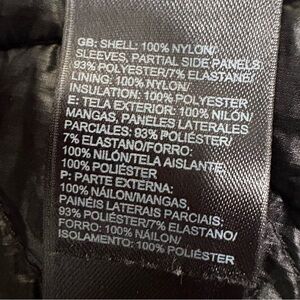 GB: SHELL: 100% NYLON/
SLEEVES, PARTIAL SIDE PANELS:
93% POLYESTER/7% ELASTANE/
LINING: 100% NYLON/
INSULATION: 100% POLYESTER
E: TELA EXTERIOR: 100% NILÓN/
MANGAS, PANELES LATERALES
PARCIALES: 93% POLIÉSTER/
7% ELASTANO/FORRO:
100% NILÓN/TELA AISLANTE:
100% POLIÉSTER
P: PARTE EXTERNA:
100% NÁILON/MANGAS,
PAINÉIS LATERAIS PARCIAIS:
93% POLIÉSTER/7% ELASTANO/
FORRO: 100% NÁILON/
ISOLAMENTO: 100% POLIÉSTER